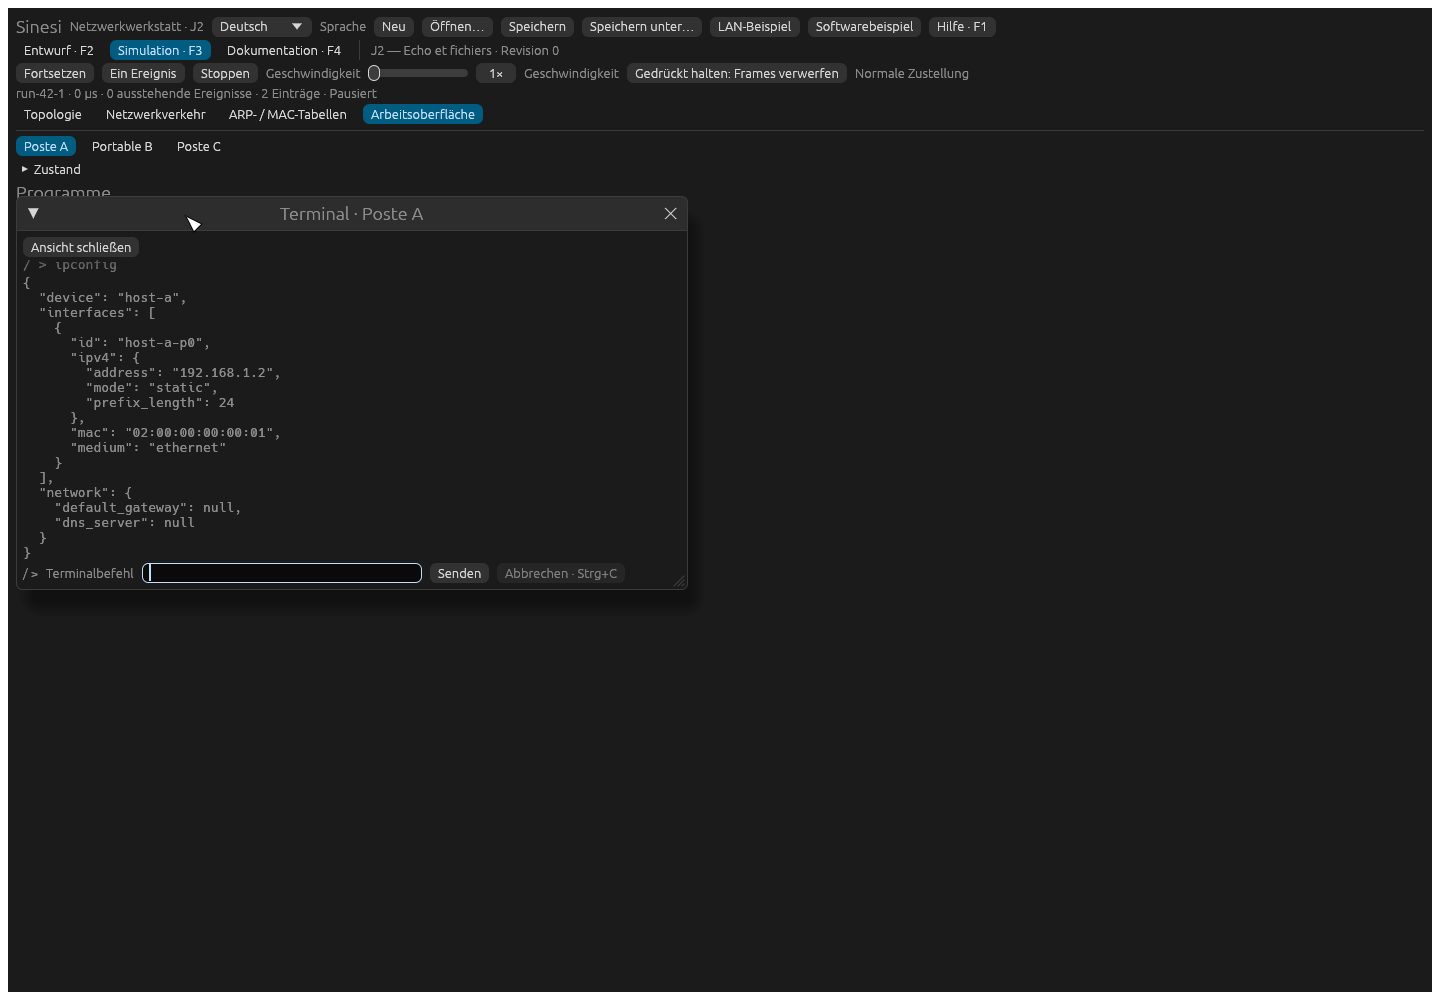 Sinesi Netzwerkwerkstatt · J2 Deutsch Sprache Neu Öffnen… Speichern Speichern unter… LAN-Beispiel Softwarebeispiel Hilfe · F1
Entwurf · F2 Simulation · F3 Dokumentation · F4 J2 — Echo et fichiers · Revision 0
Fortsetzen Ein Ereignis Stoppen Geschwindigkeit 1× Geschwindigkeit Gedrückt halten: Frames verwerfen Normale Zustellung
run-42-1 · 0 µs · 0 ausstehende Ereignisse · 2 Einträge · Pausiert
Topologie Netzwerkverkehr ARP- / MAC-Tabellen Arbeitsoberfläche
Poste A Portable B Poste C
Zustand
Programme
Terminal · Poste A
Ansicht schließen
/ > ipconfig
{
  "device": "host-a",
  "interfaces": [
    {
      "id": "host-a-p0",
      "ipv4": {
        "address": "192.168.1.2",
        "mode": "static",
        "prefix_length": 24
      },
      "mac": "02:00:00:00:00:01",
      "medium": "ethernet"
    }
  ],
  "network": {
    "default_gateway": null,
    "dns_server": null
  }
}
/ > Terminalbefehl Senden Abbrechen · Strg+C